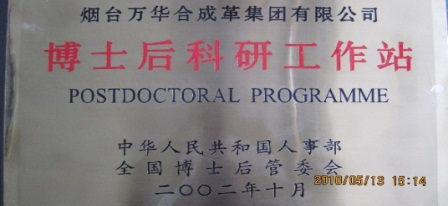 烟台万华合成革集团有限公司
博士后科研工作站
POSTDOCTORAL PROGRAMME
中华人民共和国人事部
全国博士后管委会
二〇〇二年十月
2010/05/13 15:14